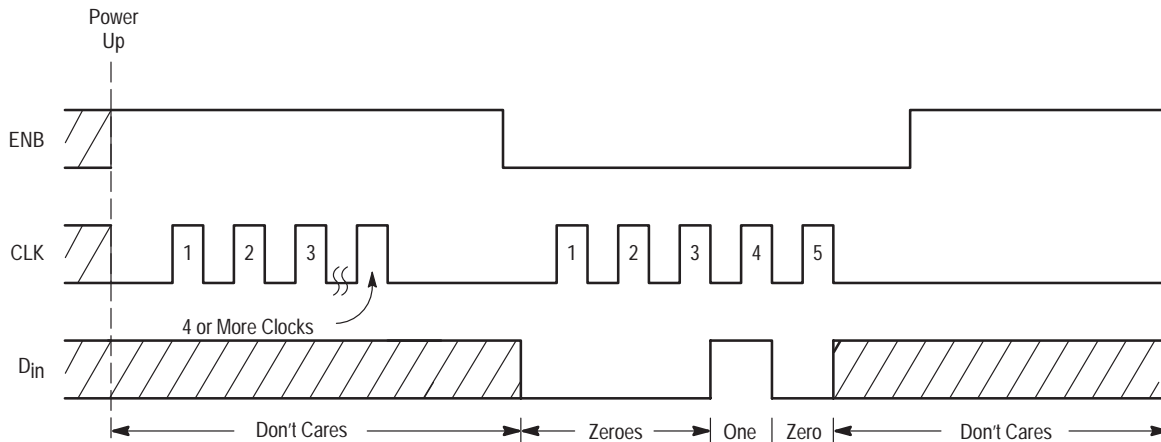 Power
Up
ENB
CLK
1 2 3
1 2 3 4 5
4 or More Clocks
Din
Don't Cares
Zeroes
One
Zero
Don't Cares